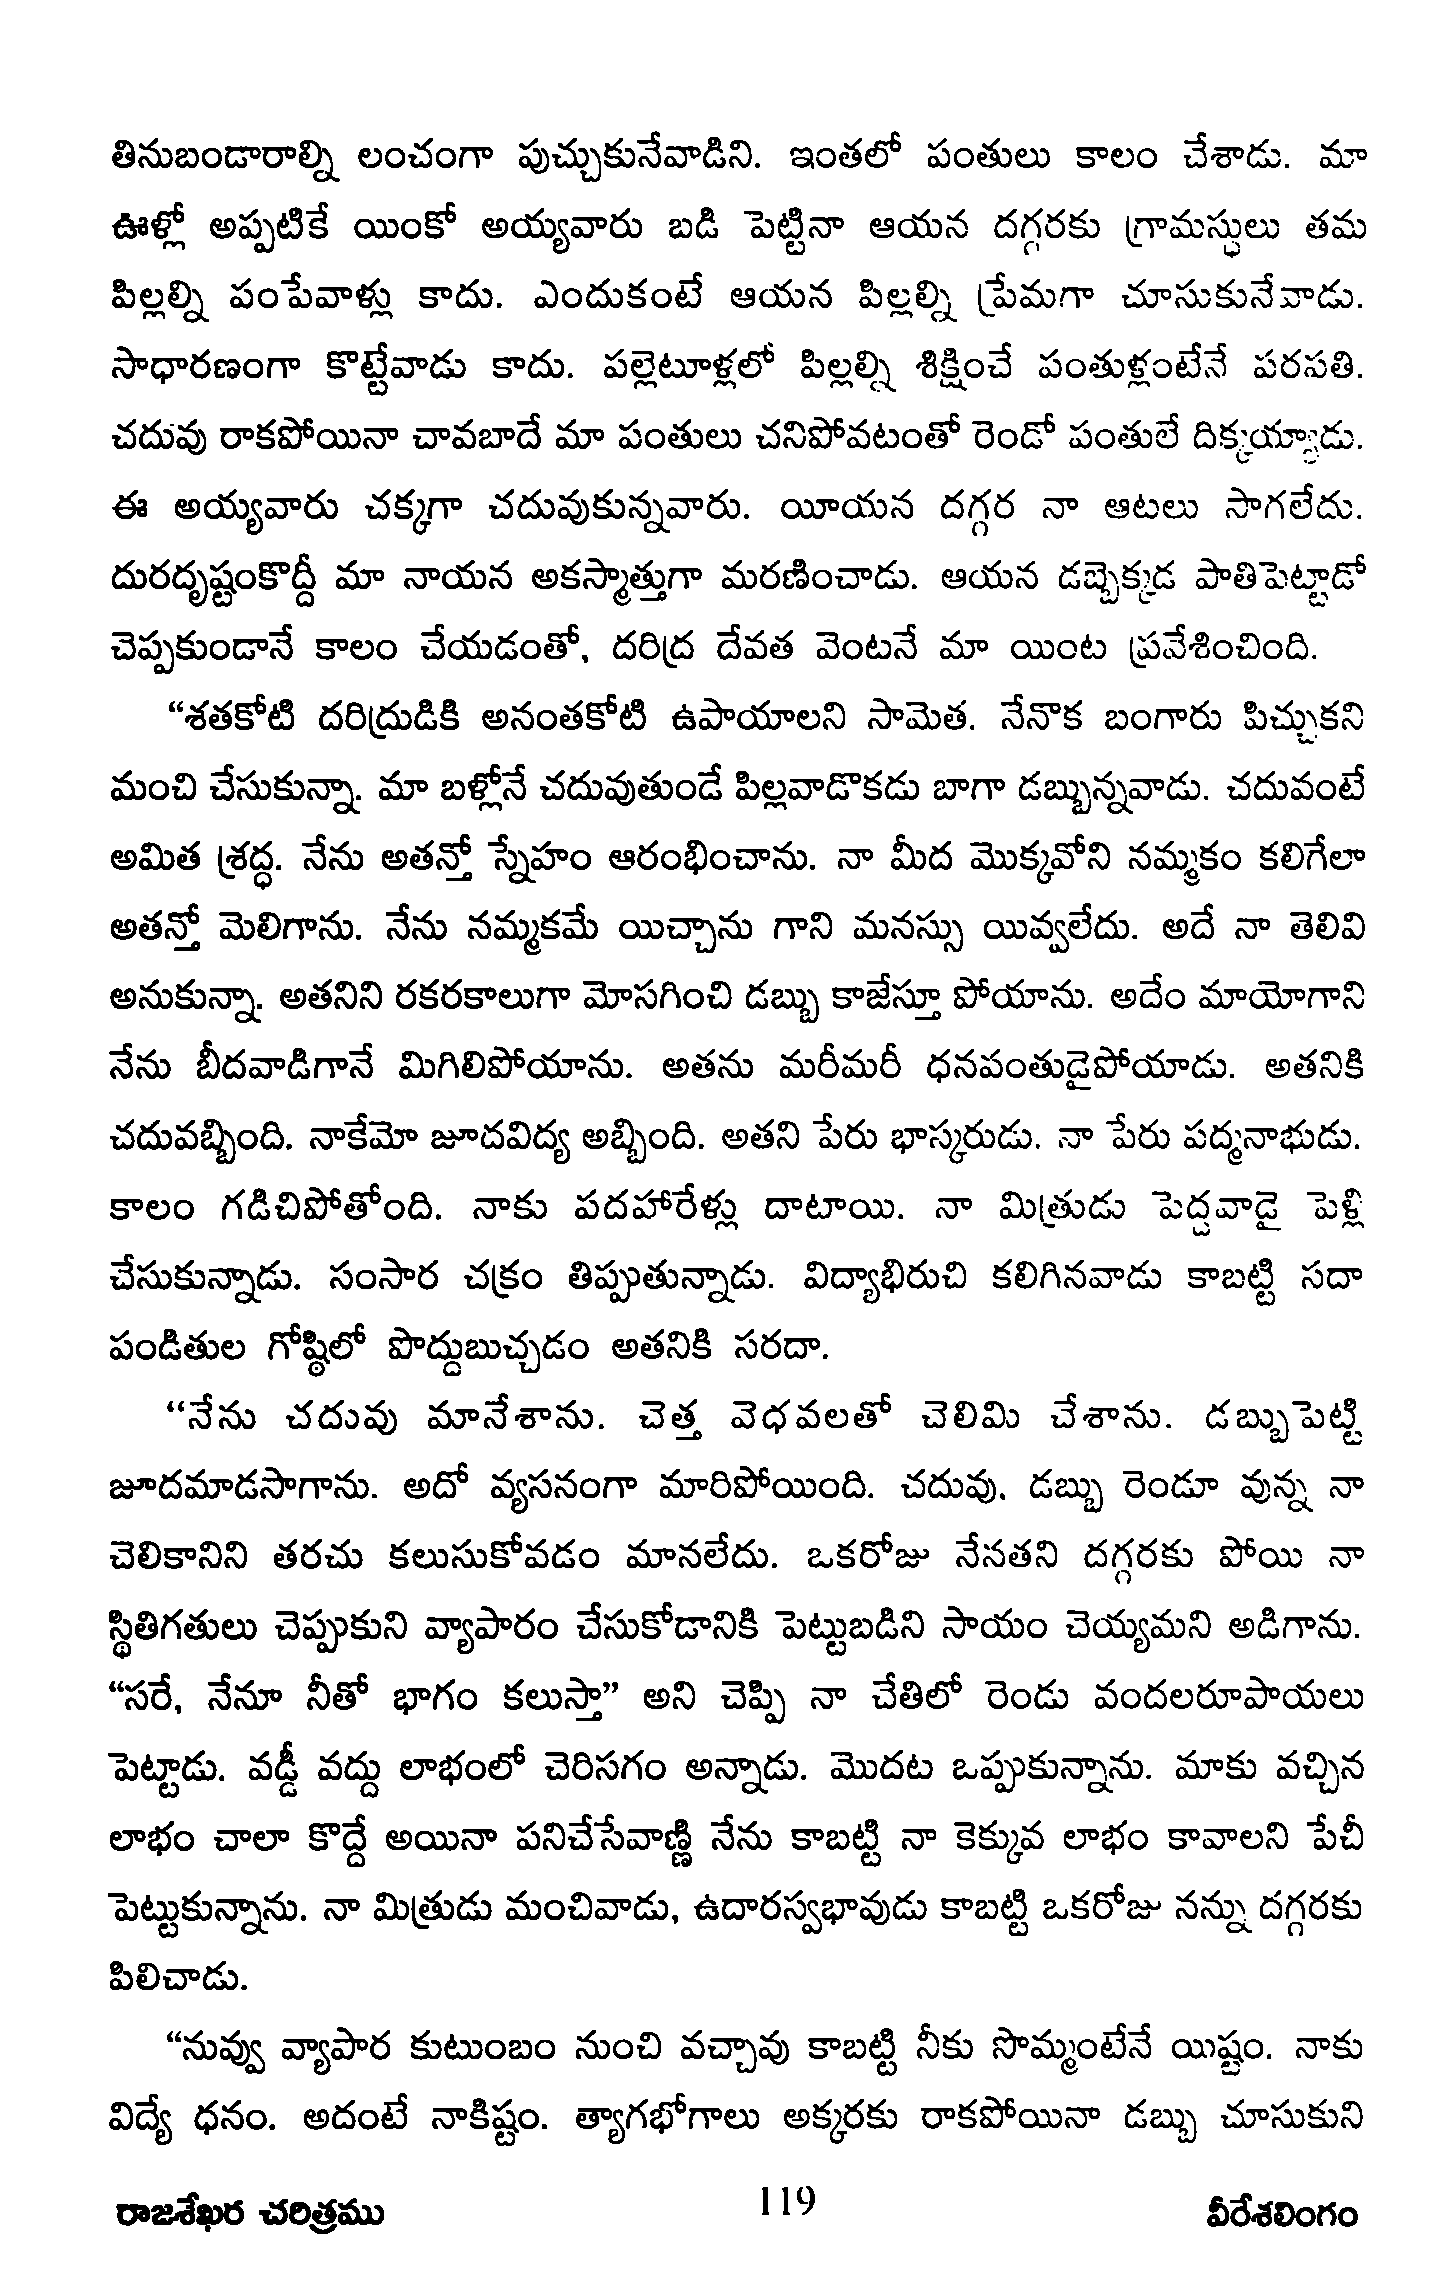 తినుబండారాల్ని లంచంగా పుచ్చుకునేవాడిని. ఇంతలో పంతులు కాలం చేశాడు. మా
ఊళ్లో అప్పటికే యింకో అయ్యవారు బడి పెట్టినా ఆయన దగ్గరకు గ్రామస్థులు తమ
పిల్లల్ని పంపేవాళ్లు కాదు. ఎందుకంటే ఆయన పిల్లల్ని ప్రేమగా చూసుకునేవాడు.
సాధారణంగా కొట్టేవాడు కాదు. పల్లెటూళ్లలో పిల్లల్ని శిక్షించే పంతుళ్లంటేనే పరపతి.
చదువు రాకపోయినా చావబాదే మా పంతులు చనిపోవటంతో రెండో పంతులే దిక్కయ్యాడు.
ఈ అయ్యవారు చక్కగా చదువుకున్నవారు. యీయన దగ్గర నా ఆటలు సాగలేదు.
దురదృష్టంకొద్దీ మా నాయన అకస్మాత్తుగా మరణించాడు. ఆయన డబ్బెక్కడ పాతిపెట్టాడో
చెప్పకుండానే కాలం చేయడంతో, దరిద్ర దేవత వెంటనే మా యింట ప్రవేశించింది.
“శతకోటి దరిద్రుడికి అనంతకోటి ఉపాయాలని సామెత. నేనొక బంగారు పిచ్చుకని
మంచి చేసుకున్నా. మా బళ్లోనే చదువుతుండే పిల్లవాడొకడు బాగా డబ్బున్నవాడు. చదువంటే
అమిత శ్రద్ధ. నేను అతన్తో స్నేహం ఆరంభించాను. నా మీద మొక్కవోని నమ్మకం కలిగేలా
అతన్తో మెలిగాను. నేను నమ్మకమే యిచ్చాను గాని మనస్సు యివ్వలేదు. అదే నా తెలివి
అనుకున్నా. అతనిని రకరకాలుగా మోసగించి డబ్బు కాజేస్తూ పోయాను. అదేం మాయోగాని
నేను బీదవాడిగానే మిగిలిపోయాను. అతను మరీమరీ ధనవంతుడైపోయాడు. అతనికి
చదువబ్బింది. నాకేమో జూదవిద్య అబ్బింది. అతని పేరు భాస్కరుడు. నా పేరు పద్మనాభుడు.
కాలం గడిచిపోతోంది. నాకు పదహారేళ్లు దాటాయి. నా మిత్రుడు పెద్దవాడై పెళ్లి
చేసుకున్నాడు. సంసార చక్రం తిప్పుతున్నాడు. విద్యాభిరుచి కలిగినవాడు కాబట్టి సదా
పండితుల గోష్ఠిలో పొద్దుబుచ్చడం అతనికి సరదా.
“నేను చదువు మానేశాను. చెత్త వెధవలతో చెలిమి చేశాను. డబ్బుపెట్టి
జూదమాడసాగాను. అదో వ్యసనంగా మారిపోయింది. చదువు, డబ్బు రెండూ వున్న నా
చెలికానిని తరచు కలుసుకోవడం మానలేదు. ఒకరోజు నేనతని దగ్గరకు పోయి నా
స్థితిగతులు చెప్పుకుని వ్యాపారం చేసుకోడానికి పెట్టుబడిని సాయం చెయ్యమని అడిగాను.
“సరే, నేనూ నీతో భాగం కలుస్తా” అని చెప్పి నా చేతిలో రెండు వందలరూపాయలు
పెట్టాడు. వడ్డీ వద్దు లాభంలో చెరిసగం అన్నాడు. మొదట ఒప్పుకున్నాను. మాకు వచ్చిన
లాభం చాలా కొద్దే అయినా పనిచేసేవాణ్ణి నేను కాబట్టి నా కెక్కువ లాభం కావాలని పేచీ
పెట్టుకున్నాను. నా మిత్రుడు మంచివాడు, ఉదారస్వభావుడు కాబట్టి ఒకరోజు నన్ను దగ్గరకు
పిలిచాడు.
“నువ్వు వ్యాపార కుటుంబం నుంచి వచ్చావు కాబట్టి నీకు సొమ్మంటేనే యిష్టం. నాకు
విద్యే ధనం. అదంటే నాకిష్టం. త్యాగభోగాలు అక్కరకు రాకపోయినా డబ్బు చూసుకుని
రాజశేఖర చరిత్రము 119 వీరేశలింగం